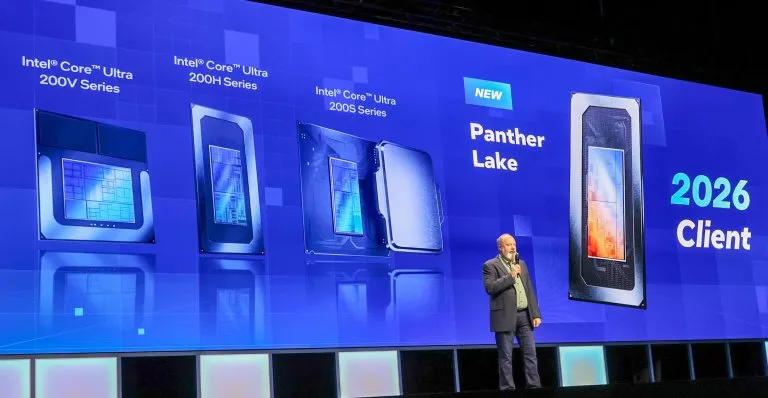 Intel® Core™ Ultra
200V Series
Intel® Core™ Ultra
200H Series
Intel® Core™ Ultra
200S Series
NEW
Panther
Lake
2026
Client